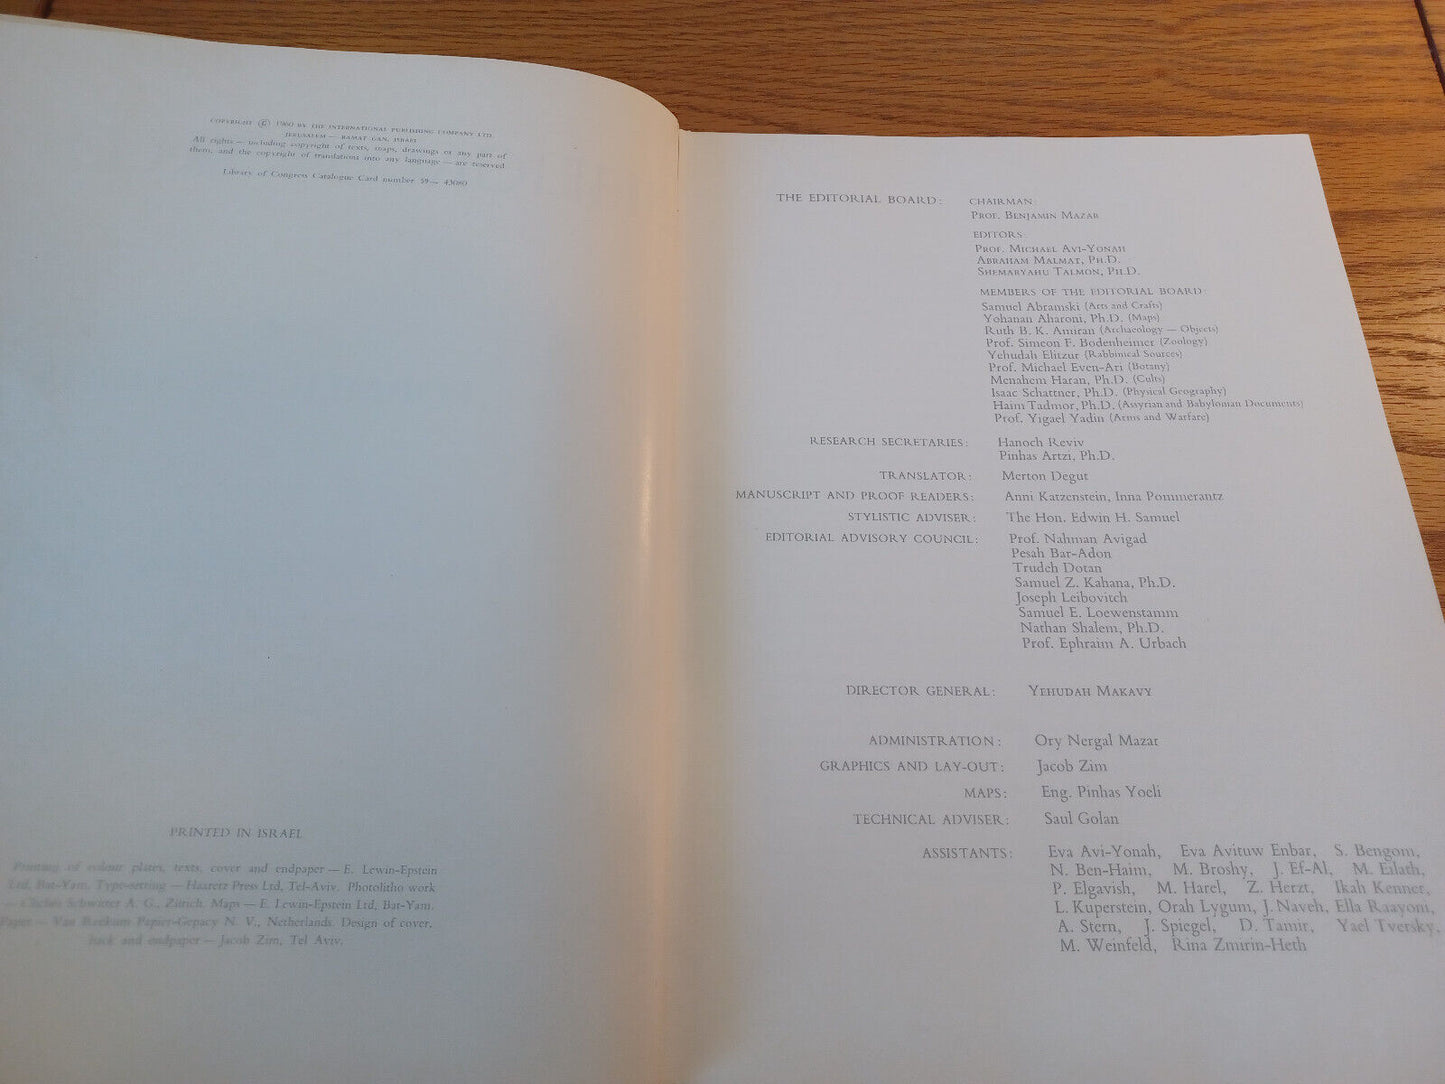 COPYRIGHT © 1960 BY THE INTERNATIONAL PUBLISHING COMPANY LTD.
JERUSALEM — RAMAT GAN, ISRAEL
All rights — including copyright of texts, maps, drawings or any part of
them, and the copyright of translations into any language — are reserved
Library of Congress Catalogue Card number 59— 43080
PRINTED IN ISRAEL
Printing of colour plates, texts, cover and endpaper — E. Lewin-Epstein
Ltd, Bat-Yam. Type-setting — Haaretz Press Ltd, Tel-Aviv. Photolitho work
— Cliches Schwitter A. G., Zürich. Maps — E. Lewin-Epstein Ltd, Bat-Yam.
Paper — Van Reekum Papier-Gepacy N. V., Netherlands. Design of cover,
back and endpaper — Jacob Zim, Tel Aviv.
THE EDITORIAL BOARD: CHAIRMAN:
PROF. BENJAMIN MAZAR
EDITORS:
PROF. MICHAEL AVI-YONAH
ABRAHAM MALMAT, PH.D.
SHEMARYAHU TALMON, PH.D.
MEMBERS OF THE EDITORIAL BOARD:
Samuel Abramski (Arts and Crafts)
Yohanan Aharoni, Ph.D. (Maps)
Ruth B. K. Amiran (Archaeology — Objects)
Prof. Simeon F. Bodenheimer (Zoology)
Yehudah Elitzur (Rabbinical Sources)
Prof. Michael Even-Ari (Botany)
Menahem Haran, Ph.D. (Cults)
Isaac Schattner, Ph.D. (Physical Geography)
Haim Tadmor, Ph.D. (Assyrian and Babylonian Documents)
Prof. Yigael Yadin (Arms and Warfare)
RESEARCH SECRETARIES: Hanoch Reviv
Pinhas Artzi, Ph.D.
TRANSLATOR: Merton Degut
MANUSCRIPT AND PROOF READERS: Anni Katzenstein, Inna Pommerantz
STYLISTIC ADVISER: The Hon. Edwin H. Samuel
EDITORIAL ADVISORY COUNCIL: Prof. Nahman Avigad
Pesah Bar-Adon
Trudeh Dotan
Samuel Z. Kahana, Ph.D.
Joseph Leibovitch
Samuel E. Loewenstamm
Nathan Shalem, Ph.D.
Prof. Ephraim A. Urbach
DIRECTOR GENERAL: YEHUDAH MAKAVY
ADMINISTRATION: Ory Nergal Mazar
GRAPHICS AND LAY-OUT: Jacob Zim
MAPS: Eng. Pinhas Yoeli
TECHNICAL ADVISER: Saul Golan
ASSISTANTS: Eva Avi-Yonah, Eva Avituw Enbar, S. Bengom,
N. Ben-Haim, M. Broshy, J. Ef-Al, M. Eilath,
P. Elgavish, M. Harel, Z. Herzt, Ikah Kenner,
L. Kuperstein, Orah Lygum, J. Naveh, Ella Raayoni,
A. Stern, J. Spiegel, D. Tamir, Yael Tversky,
M. Weinfeld, Rina Zmirin-Heth